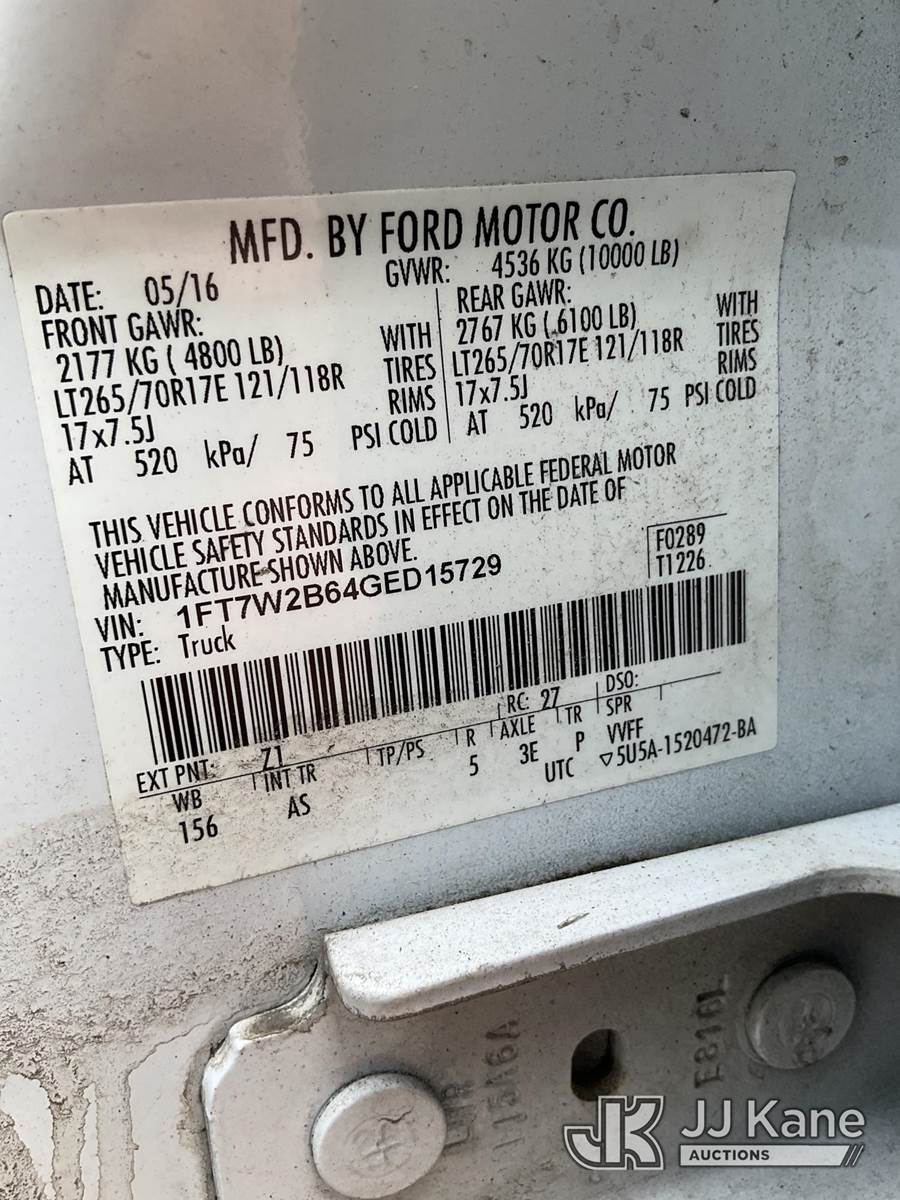 MFD. BY FORD MOTOR CO.
DATE: 05/16
GVWR: 4536 KG (10000 LB)
FRONT GAWR:
2177 KG ( 4800 LB) WITH
LT265/70R17E 121/118R TIRES
17x7.5J RIMS
AT 520 kPa/ 75 PSI COLD
REAR GAWR:
2767 KG ( 6100 LB) WITH
LT265/70R17E 121/118R TIRES
17x7.5J RIMS
AT 520 kPa/ 75 PSI COLD
THIS VEHICLE CONFORMS TO ALL APPLICABLE FEDERAL MOTOR
VEHICLE SAFETY STANDARDS IN EFFECT ON THE DATE OF
MANUFACTURE SHOWN ABOVE.
VIN: 1FT7W2B64GED15729
TYPE: Truck
F0289
T1226
EXT PNT: Z1 RC: 27 DSO:
WB INT TR TP/PS R AXLE TR SPR
156 AS 5 3E P VVFF
UTC ▽5U5A-1520472-BA
E810L
JK JJ Kane
AUCTIONS